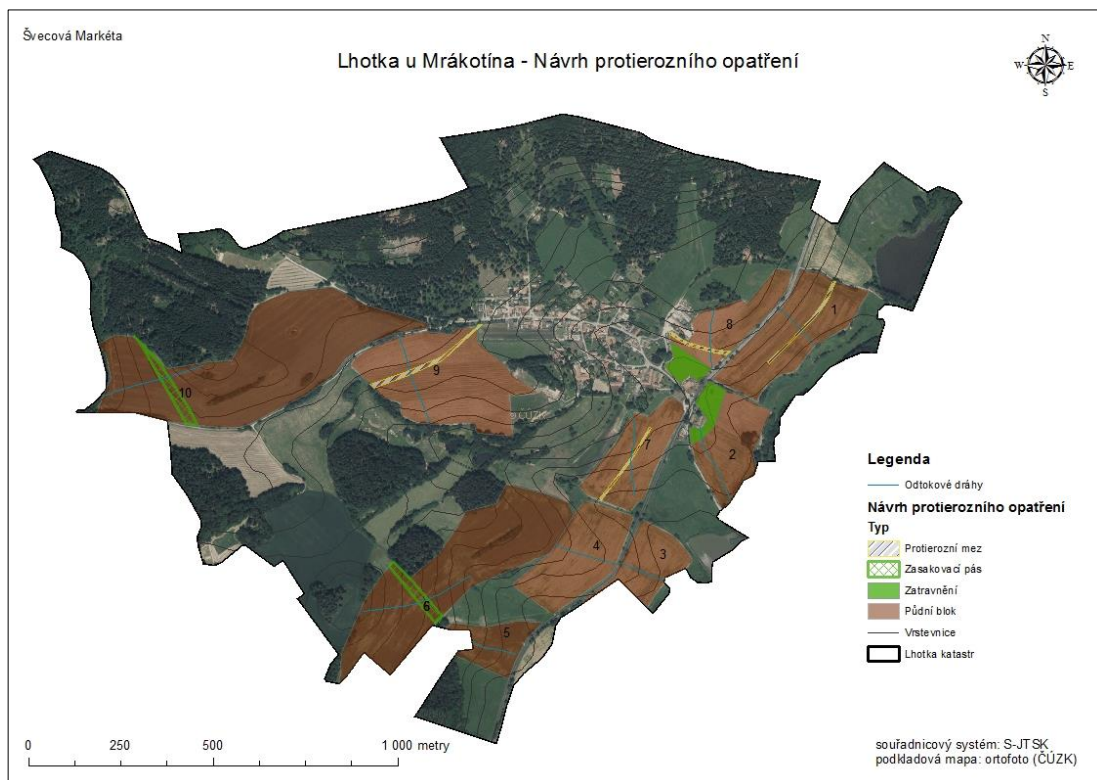 Švecová Markéta
Lhotka u Mrákotína - Návrh protierozního opatření
N
W E
S
1
8
9
10
7
2
4
3
6
5
Legenda
Odtokové dráhy
Návrh protierozního opatření
Typ
Protierozní mez
Zasakovací pás
Zatravnění
Půdní blok
Vrstevnice
Lhotka katastr
0 250 500 1 000 metry
souřadnicový systém: S-JTSK
podkladová mapa: ortofoto (ČÚZK)